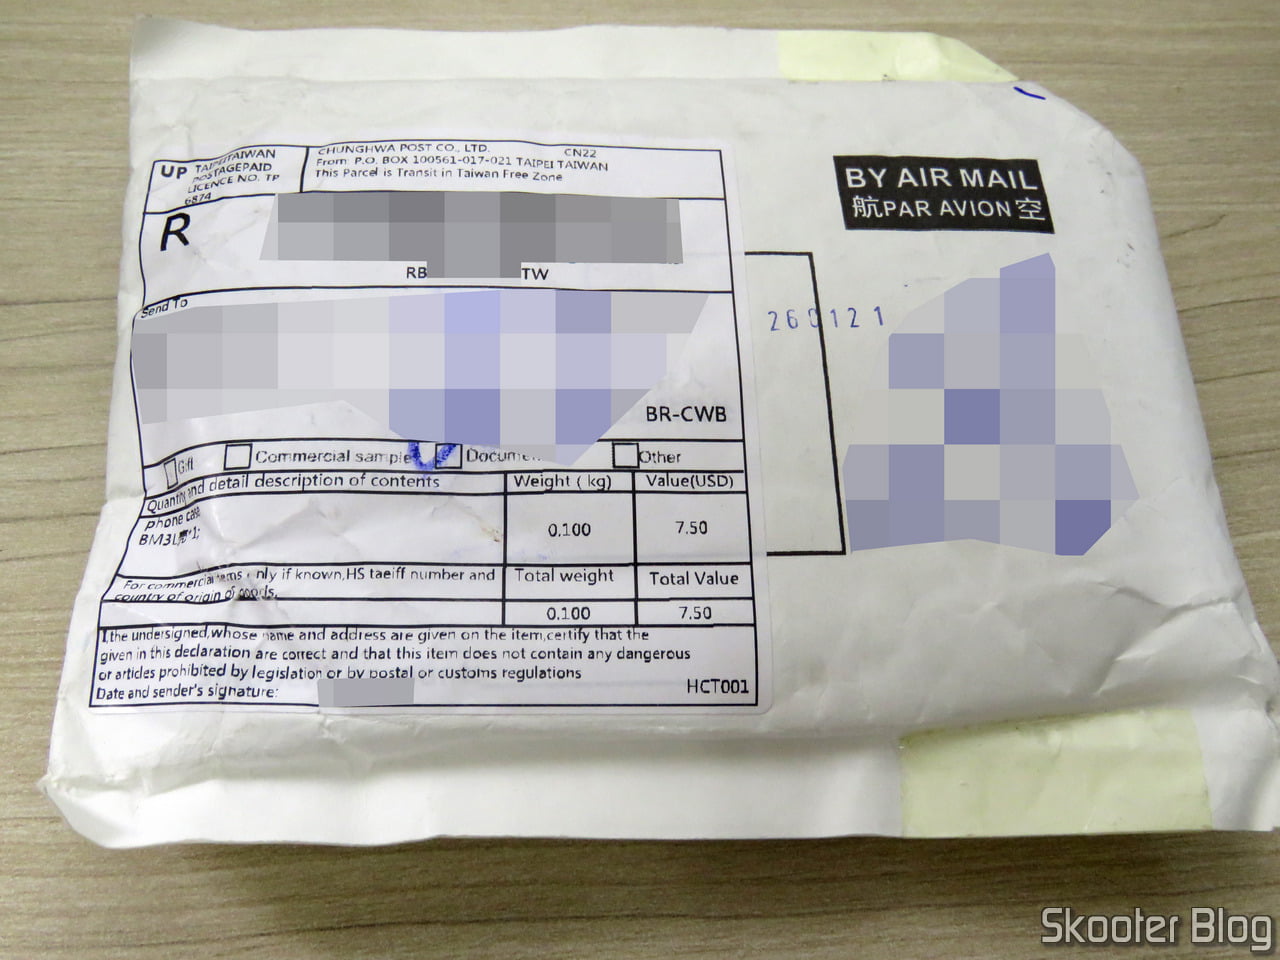 UP TAIPEITAIWAN
POSTAGEPAID
LICENCE NO. TP
6874
CHUNGHWA POST CO., LTD. CN22
From: P.O. BOX 100561-017-021 TAIPEI TAIWAN
This Parcel is Transit in Taiwan Free Zone
BY AIR MAIL
航PAR AVION空
R
RB TW
Send To
260121
BR-CWB
Gift Commercial sample Other
Quantity and detail description of contents Weight ( kg) Value(USD)
phone case
0.100 7.50
For commercial only if known,HS taeiff number and
country of origin of goods. Total weight Total Value
0.100 7.50
I,the undersigned,whose name and address are given on the item,certify that the
given in this declaration are correct and that this item does not contain any dangerous
or articles prohibited by legislation or by postal or customs regulations
Date and sender's signature: HCT001
Skooter Blog